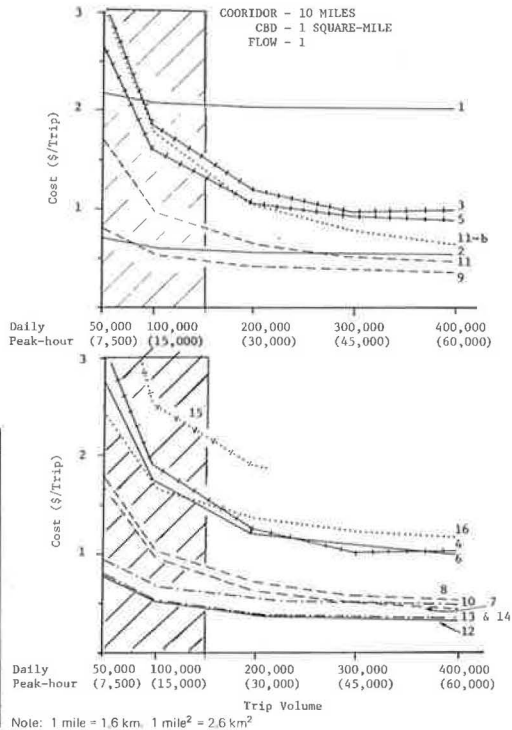 COORIDOR - 10 MILES
CBD - 1 SQUARE-MILE
FLOW - 1
3
2
1
Cost ($/Trip)
1
3
5
11-b
2
11
9
Daily 50,000 100,000 200,000 300,000 400,000
Peak-hour (7,500) (15,000) (30,000) (45,000) (60,000)
3
2
1
Cost ($/Trip)
15
16
4
6
8
10 7
13 & 14
12
Daily 50,000 100,000 200,000 300,000 400,000
Peak-hour (7,500) (15,000) (30,000) (45,000) (60,000)
Trip Volume
Note: 1 mile = 1.6 km, 1 mile² = 2.6 km²